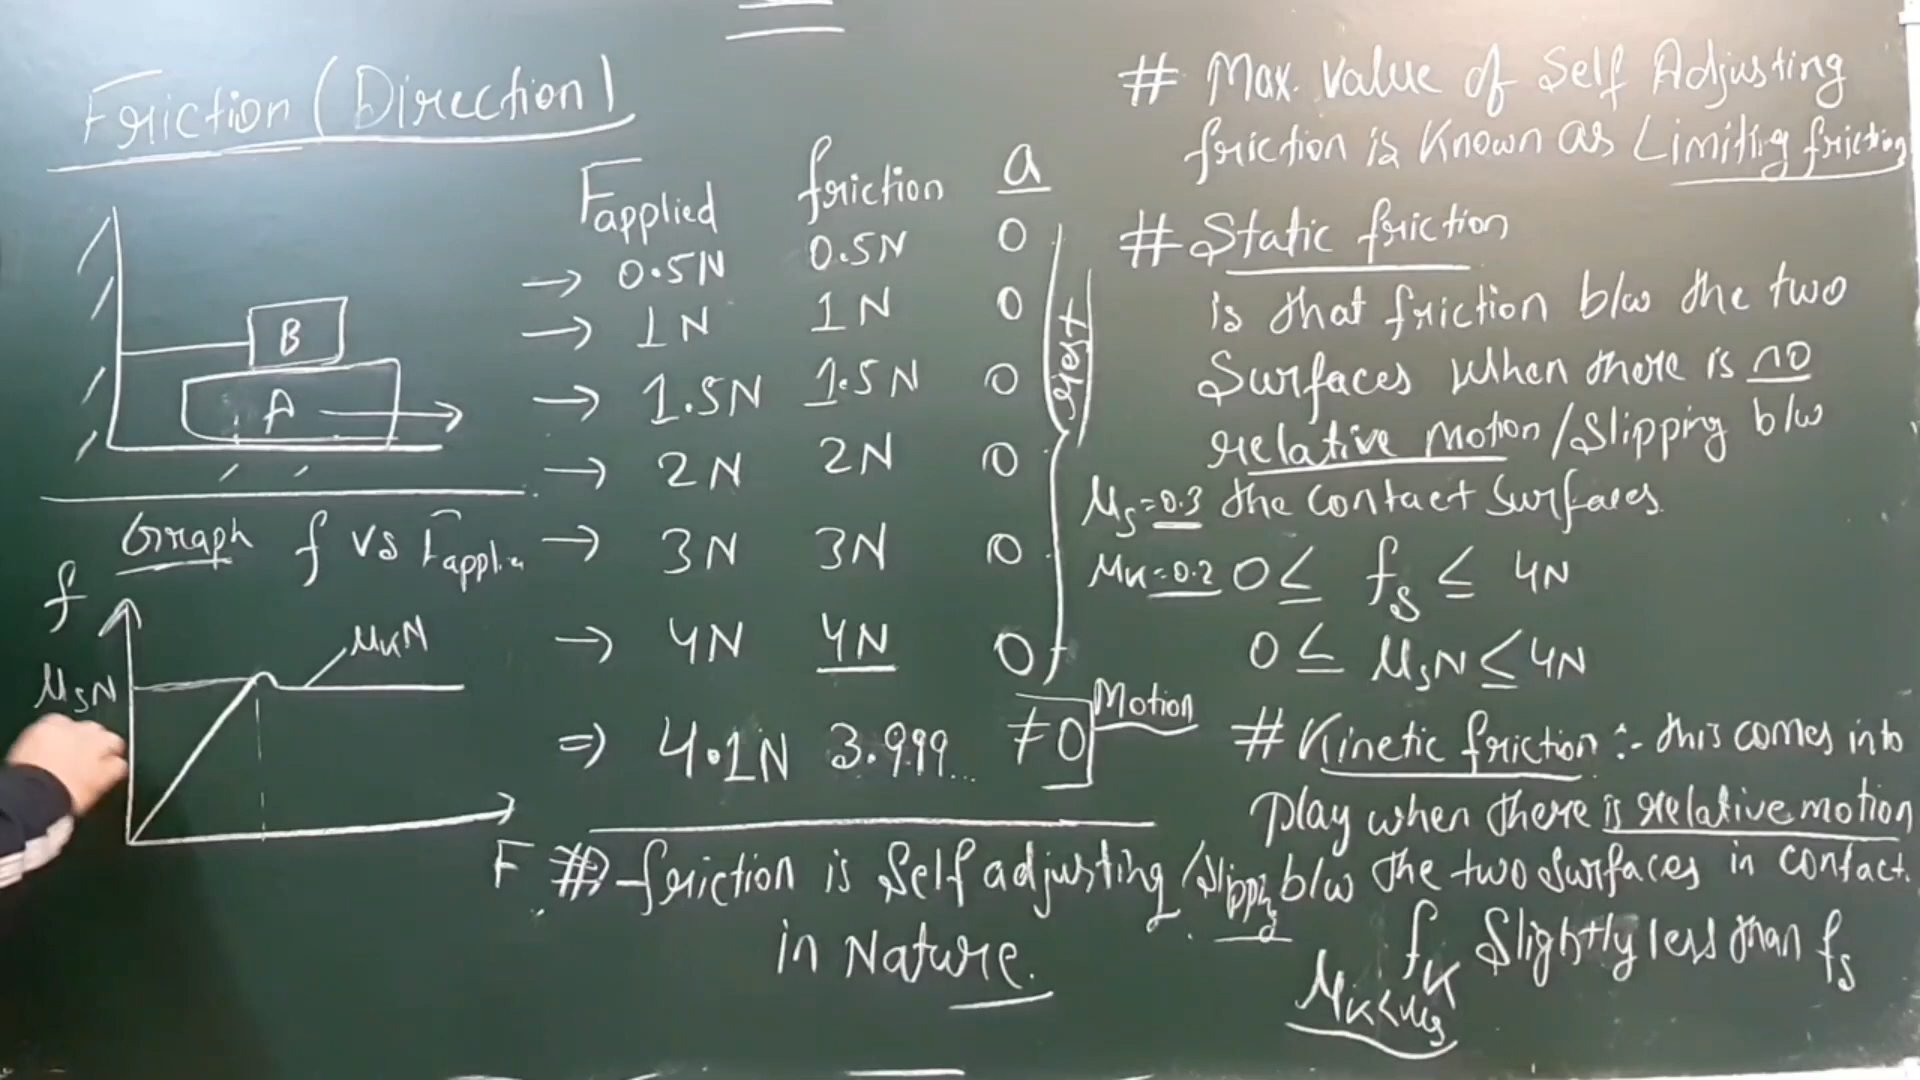 Friction (Direction)
B
A
Graph f vs Fapplie
f
μsN
μkN
F
Fapplied friction a
→ 0.5N 0.5N 0
→ 1N 1N 0
→ 1.5N 1.5N 0
→ 2N 2N 0
→ 3N 3N 0
→ 4N 4N 0
rest
⇒ 4.1N 3.999... ≠0
Motion
# friction is Self adjusting
in Nature.
# Max. value of Self Adjusting
friction is Known as Limiting friction
# Static friction
is that friction b/w the two
Surfaces when there is no
relative motion/Slipping b/w
the contact Surfaces.
μs=0.3
μk=0.2
0 ≤ fs ≤ 4N
0 ≤ μsN ≤ 4N
# Kinetic friction :- this comes into
play when there is relative motion
/Slipping b/w the two surfaces in contact.
fk Slightly less than fs
μk<μs